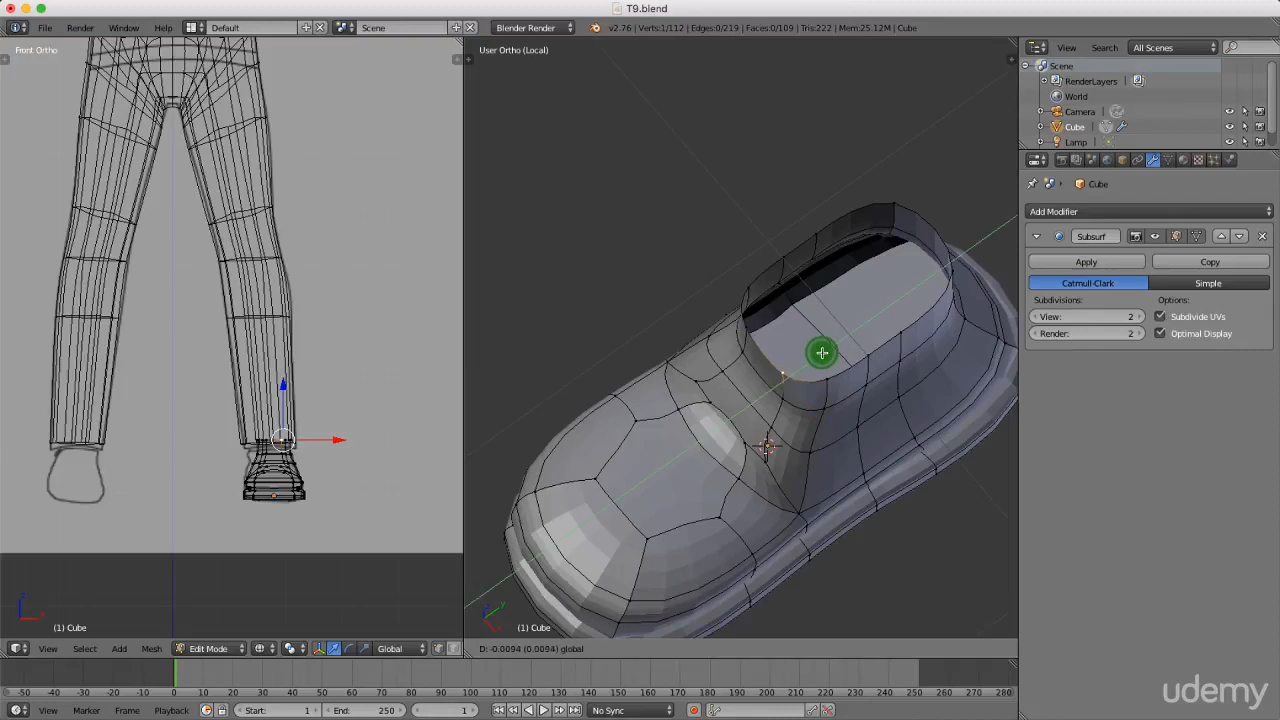 T9.blend
File Render Window Help Default Scene Blender Render v2.76 | Verts:1/112 | Edges:0/219 | Faces:0/109 | Tris:222 | Mem:25.12M | Cube
Front Ortho
User Ortho (Local)
View Search All Scenes
Scene
RenderLayers
World
Camera
Cube
Lamp
Cube
Add Modifier
Subsurf
Apply Copy
Catmull-Clark Simple
Subdivisions: Options:
View: 2 Subdivide UVs
Render: 2 Optimal Display
z x
(1) Cube
z y x
(1) Cube
View Select Add Mesh Edit Mode Global
D: -0.0094 (0.0094) global
-50 -40 -30 -20 -10 0 10 20 30 40 50 60 70 80 90 100 110 120 130 140 150 160 170 180 190 200 210 220 230 240 250 260 270 280
View Marker Frame Playback Start: 1 End: 250 1 No Sync
udemy